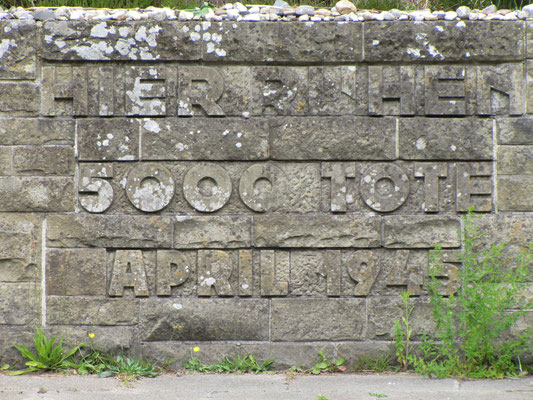 HIER RUHEN
5000 TOTE
APRIL 1945